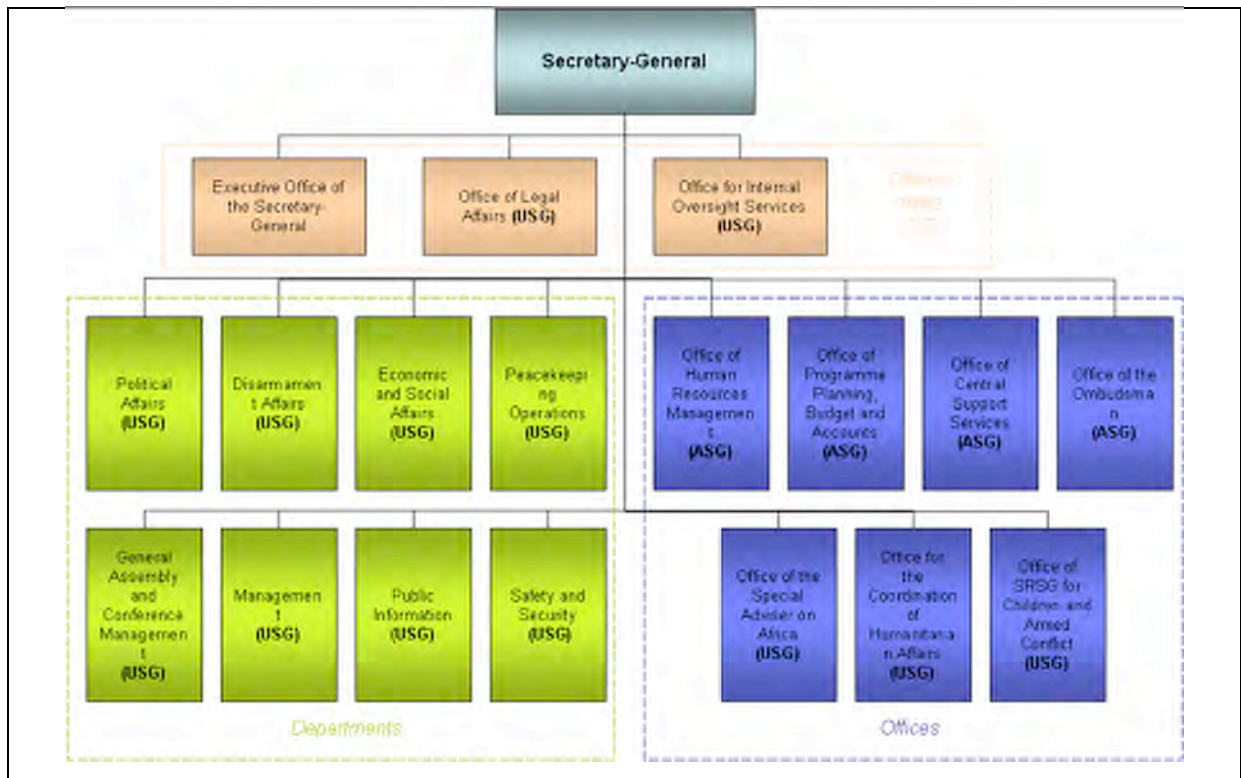 Secretary-General
Executive Office of
the Secretary-
General
Office of Legal
Affairs (USG)
Office for Internal
Oversight Services
(USG)
Political
Affairs
(USG)
Disarmamen
t Affairs
(USG)
Economic
and Social
Affairs
(USG)
Peacekeepi
ng
Operations
(USG)
Office of
Human
Resources
Managemen
t
(ASG)
Office of
Programme
Planning,
Budget and
Accounts
(ASG)
Office of
Central
Support
Services
(ASG)
Office of the
Ombudsma
n
(ASG)
General
Assembly
and
Conference
Managemen
t
(USG)
Managemen
t
(USG)
Public
Information
(USG)
Safety and
Security
(USG)
Office of the
Special
Adviser on
Africa
(USG)
Office for
the
Coordination
of
Humanitaria
n Affairs
(USG)
Office of
SRSG for
Children and
Armed
Conflict
(USG)
Departments
Offices